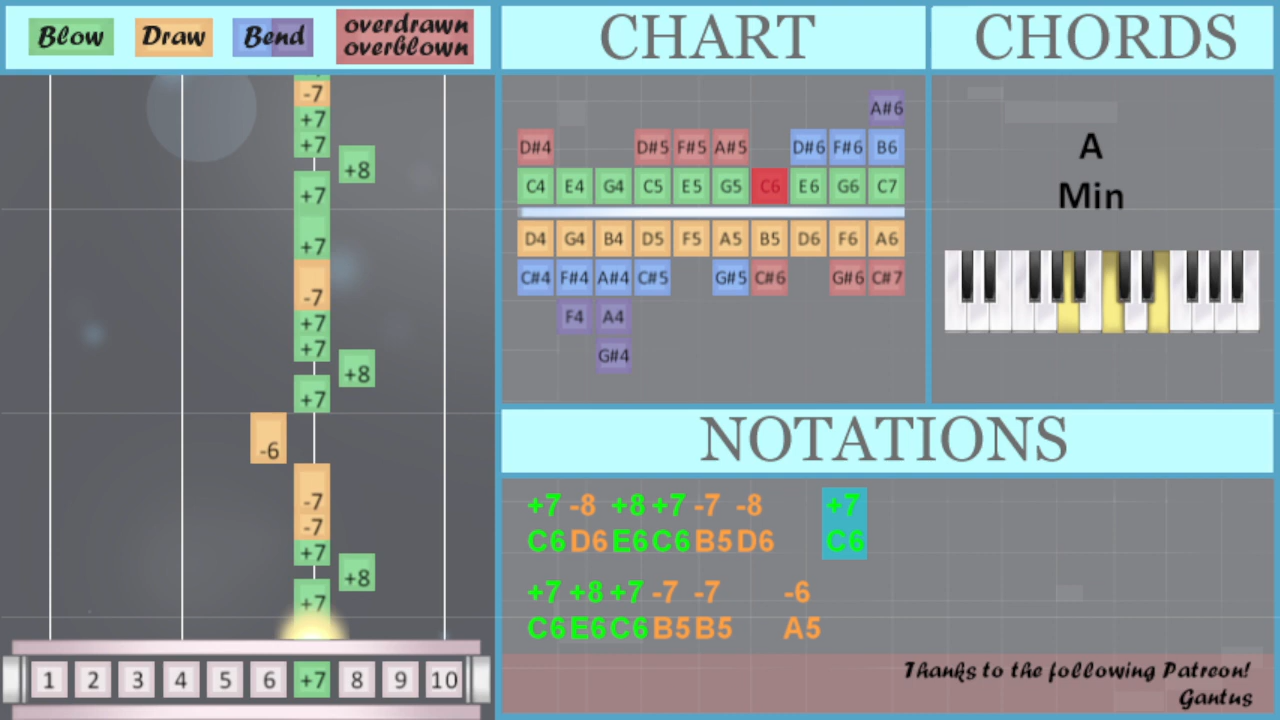 Blow Draw Bend overdrawn
overblown
CHART
CHORDS
-7
+7
+7
+8
+7
+7
-7
+7
+7
+8
+7
-6
-7
-7
+7
+8
+7
1 2 3 4 5 6 +7 8 9 10
A#6
D#4 D#5 F#5 A#5 D#6 F#6 B6
C4 E4 G4 C5 E5 G5 C6 E6 G6 C7
D4 G4 B4 D5 F5 A5 B5 D6 F6 A6
C#4 F#4 A#4 C#5 G#5 C#6 G#6 C#7
F4 A4
G#4
A
Min
NOTATIONS
+7 -8 +8 +7 -7 -8 +7
C6 D6 E6 C6 B5 D6 C6
+7 +8 +7 -7 -7 -6
C6 E6 C6 B5 B5 A5
Thanks to the following Patreon!
Gantus